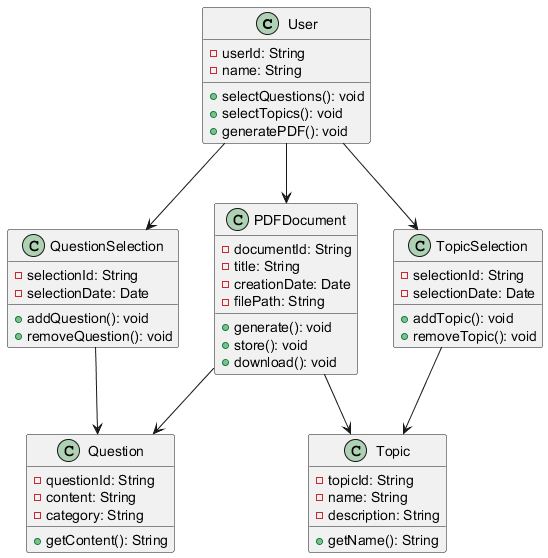 C User
userId: String
name: String
selectQuestions(): void
selectTopics(): void
generatePDF(): void
C QuestionSelection
selectionId: String
selectionDate: Date
addQuestion(): void
removeQuestion(): void
C PDFDocument
documentId: String
title: String
creationDate: Date
filePath: String
generate(): void
store(): void
download(): void
C TopicSelection
selectionId: String
selectionDate: Date
addTopic(): void
removeTopic(): void
C Question
questionId: String
content: String
category: String
getContent(): String
C Topic
topicId: String
name: String
description: String
getName(): String